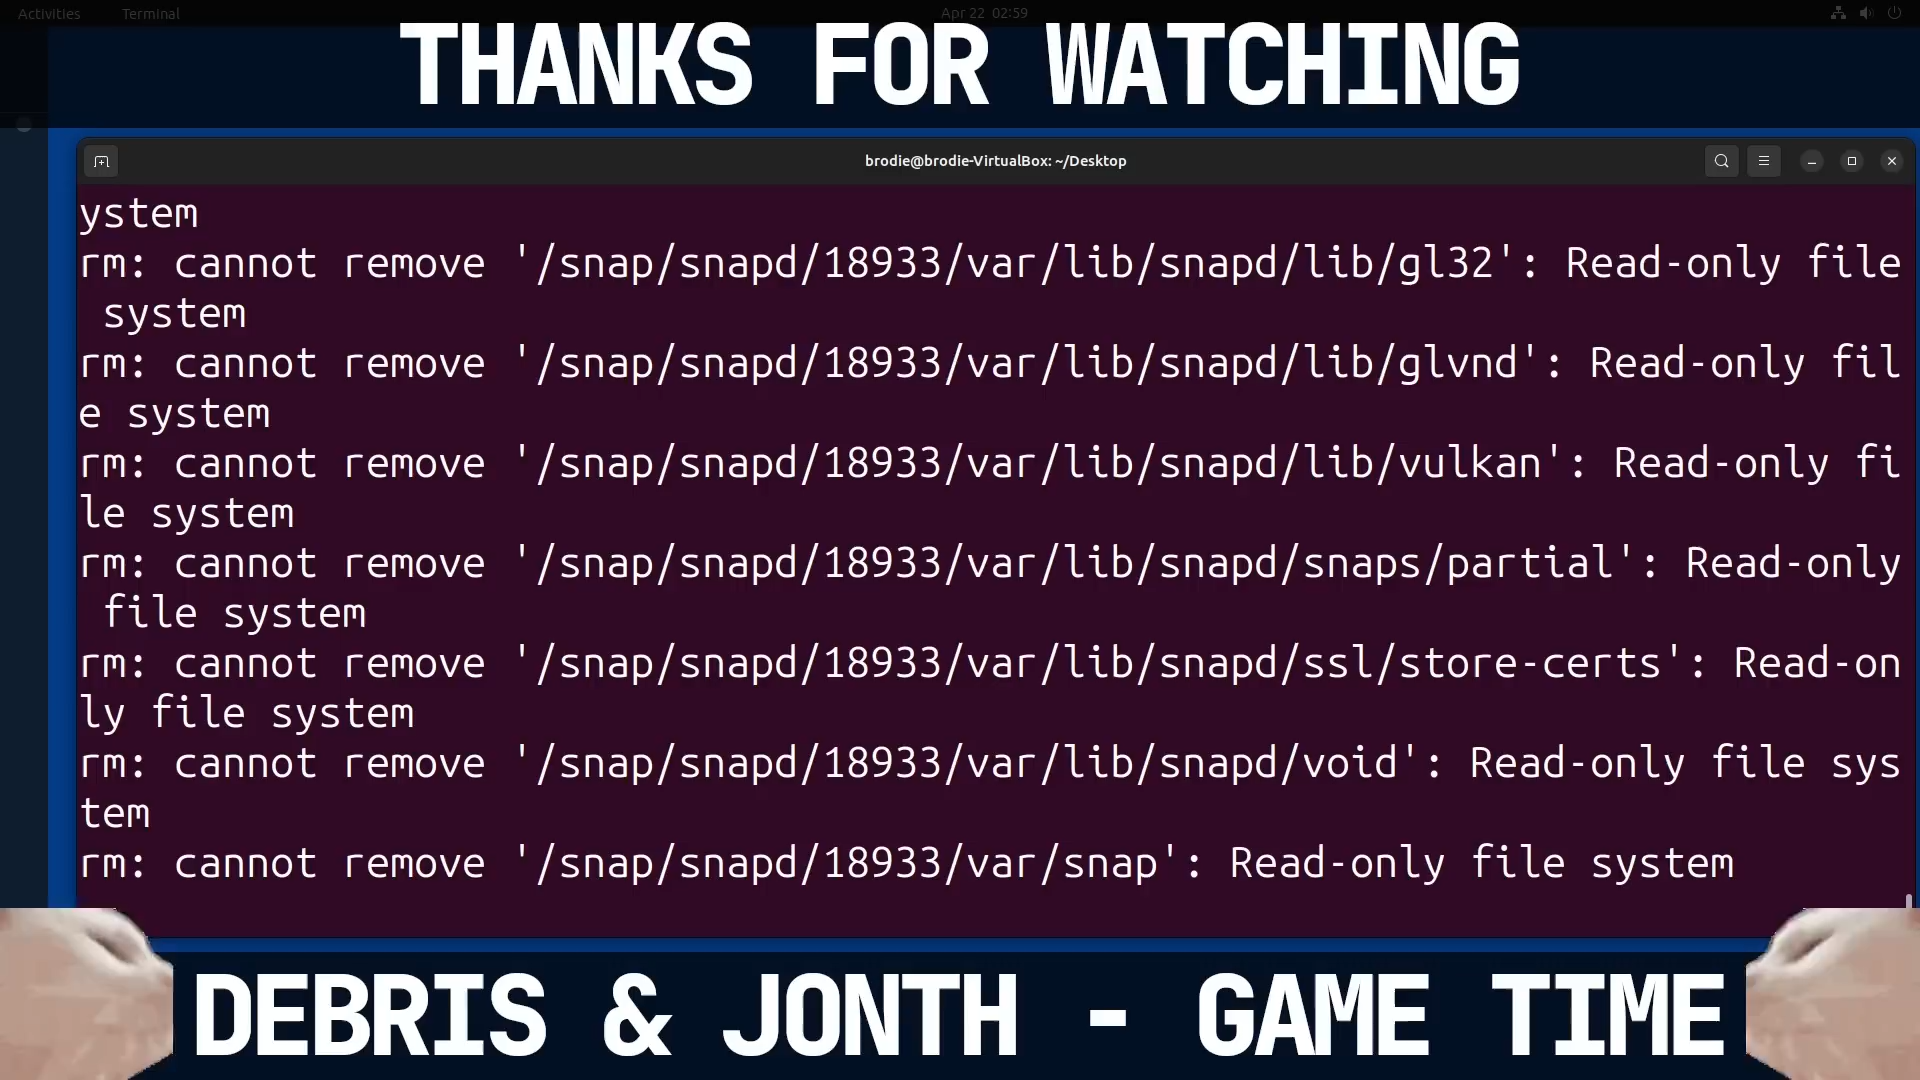 Activities Terminal Apr 22 02:59
THANKS FOR WATCHING
brodie@brodie-VirtualBox: ~/Desktop
ystem
rm: cannot remove '/snap/snapd/18933/var/lib/snapd/lib/gl32': Read-only file
 system
rm: cannot remove '/snap/snapd/18933/var/lib/snapd/lib/glvnd': Read-only fil
e system
rm: cannot remove '/snap/snapd/18933/var/lib/snapd/lib/vulkan': Read-only fi
le system
rm: cannot remove '/snap/snapd/18933/var/lib/snapd/snaps/partial': Read-only
 file system
rm: cannot remove '/snap/snapd/18933/var/lib/snapd/ssl/store-certs': Read-on
ly file system
rm: cannot remove '/snap/snapd/18933/var/lib/snapd/void': Read-only file sys
tem
rm: cannot remove '/snap/snapd/18933/var/snap': Read-only file system
DEBRIS & JONTH - GAME TIME